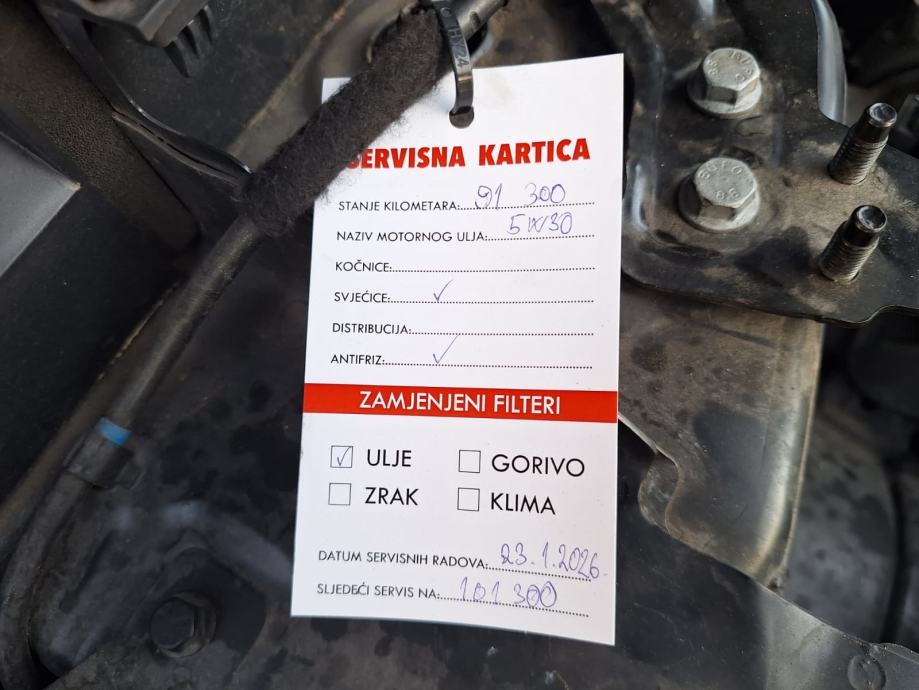 SERVISNA KARTICA
STANJE KILOMETARA: 91 300
NAZIV MOTORNOG ULJA: 5W30
KOČNICE:
SVJEĆICE: ✓
DISTRIBUCIJA:
ANTIFRIZ: ✓
ZAMJENJENI FILTERI
☑ ULJE ☐ GORIVO
☐ ZRAK ☐ KLIMA
DATUM SERVISNIH RADOVA: 23.1.2026.
SLJEDEĆI SERVIS NA: 101 300